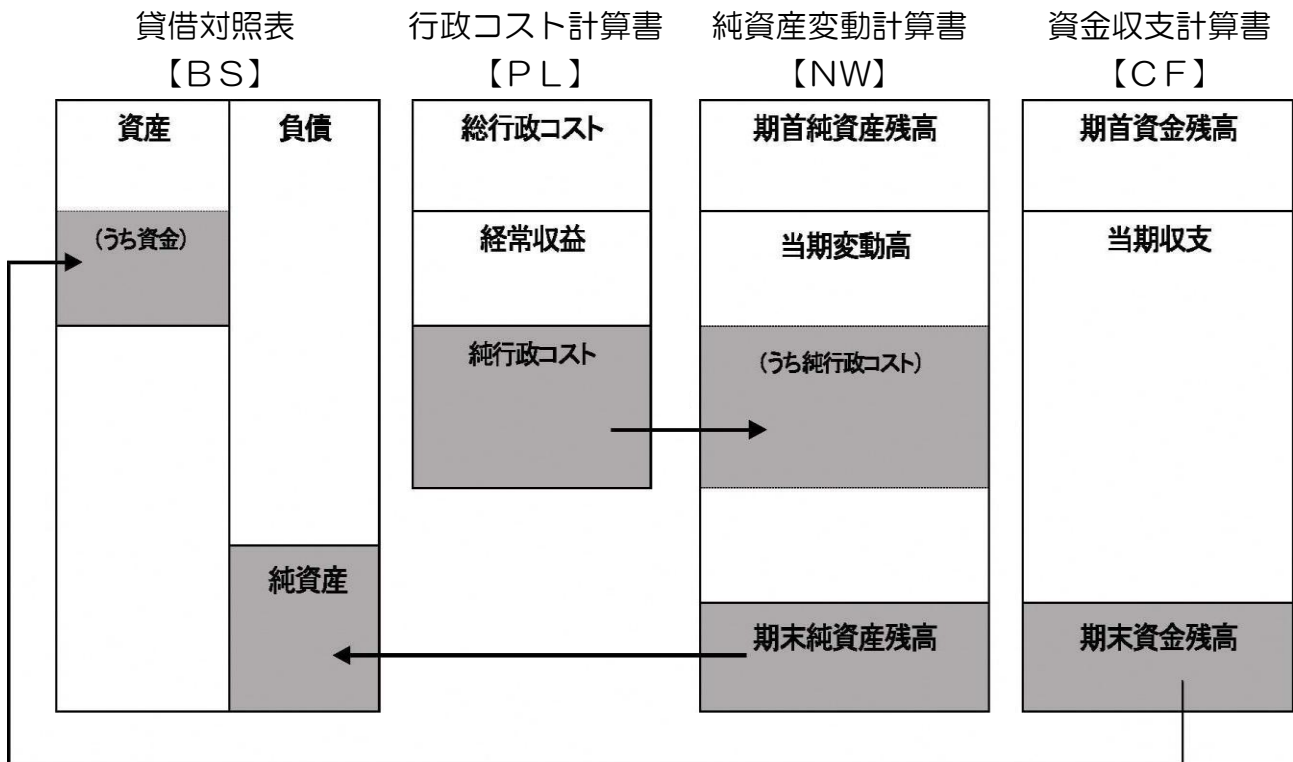 貸借対照表
【BS】
資産
負債
(うち資金)
純資産
行政コスト計算書
【PL】
総行政コスト
経常収益
純行政コスト
純資産変動計算書
【NW】
期首純資産残高
当期変動高
(うち純行政コスト)
期末純資産残高
資金収支計算書
【CF】
期首資金残高
当期収支
期末資金残高